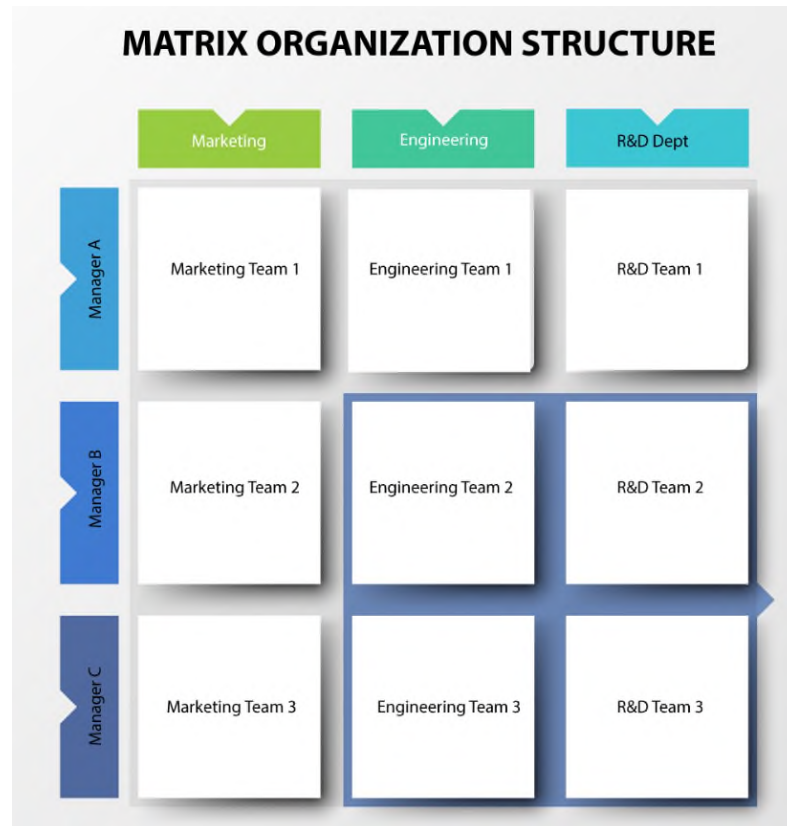 MATRIX ORGANIZATION STRUCTURE
Marketing
Engineering
R&D Dept
Manager A
Marketing Team 1
Engineering Team 1
R&D Team 1
Manager B
Marketing Team 2
Engineering Team 2
R&D Team 2
Manager C
Marketing Team 3
Engineering Team 3
R&D Team 3